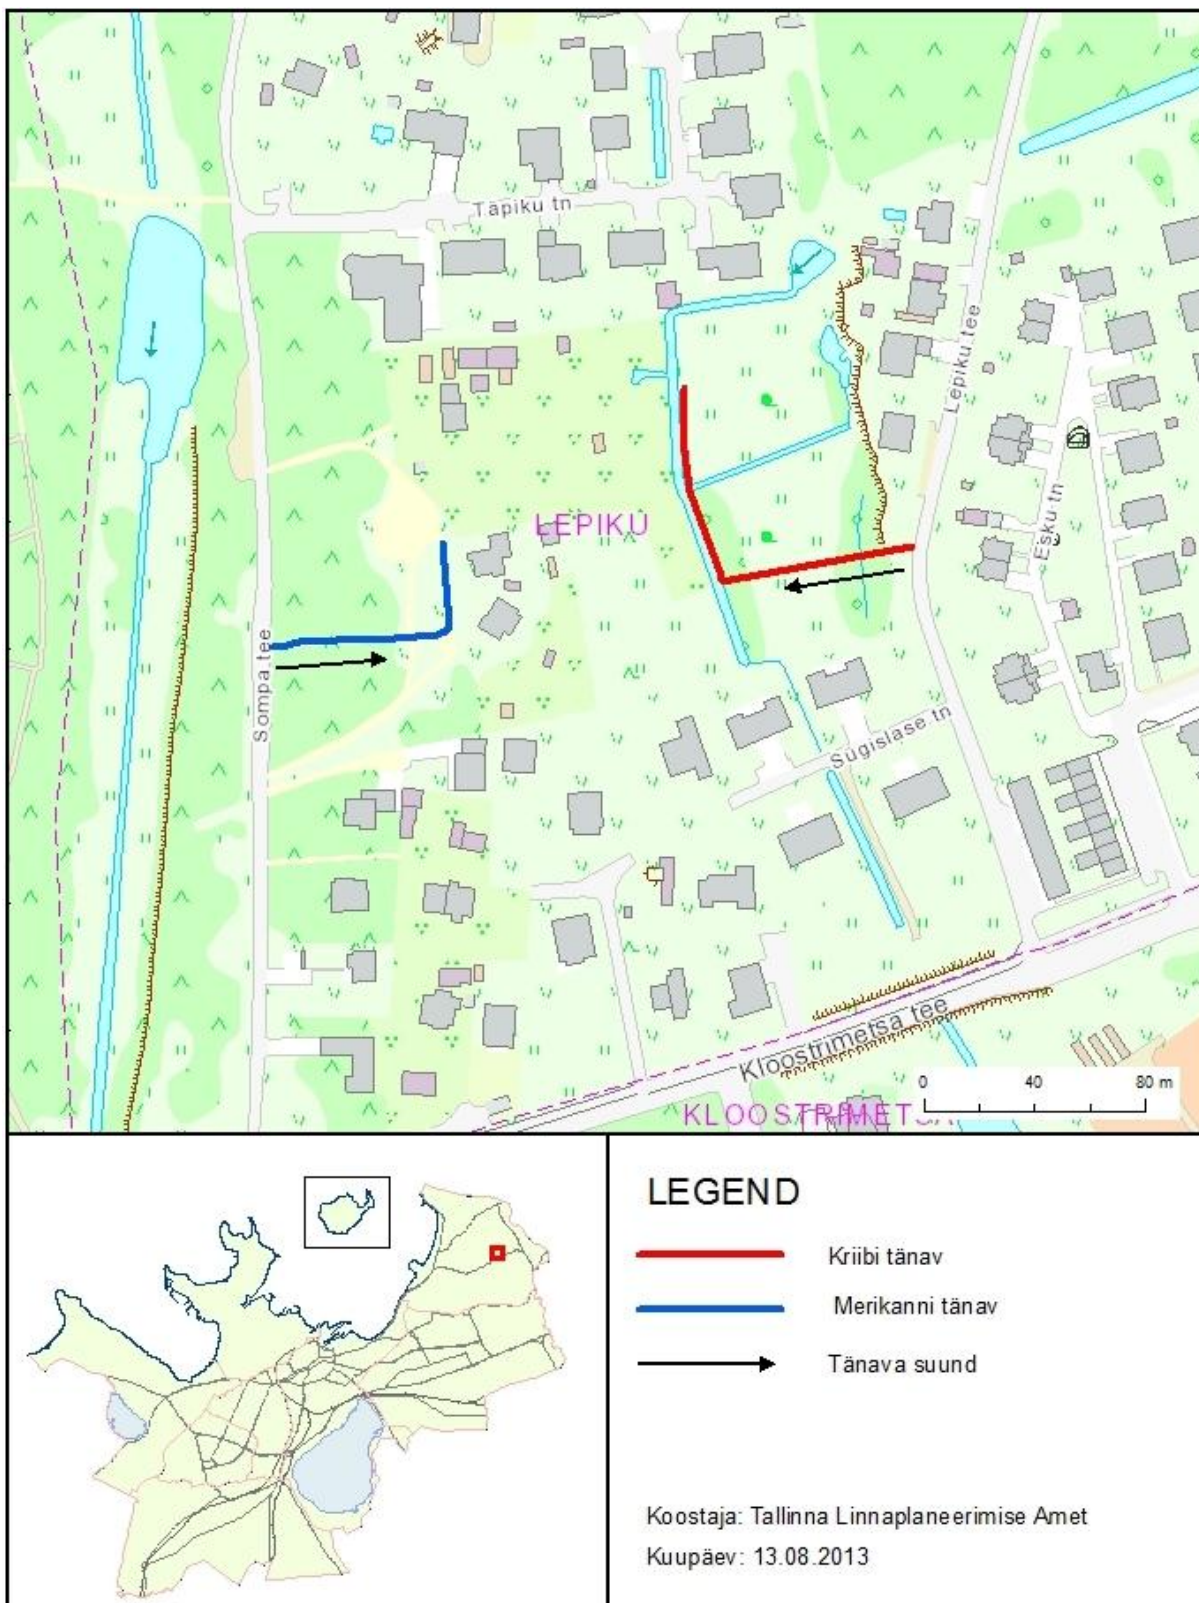 Tapiku tn
Lepiku tee
LEPIKU
Esku tn
Sompa tee
Sügislase tn
Kloostrimetsa tee
0 40 80 m
KLOOSTRIMETSA
LEGEND
Kriibi tänav
Merikanni tänav
Tänava suund
Koostaja: Tallinna Linnaplaneerimise Amet
Kuupäev: 13.08.2013